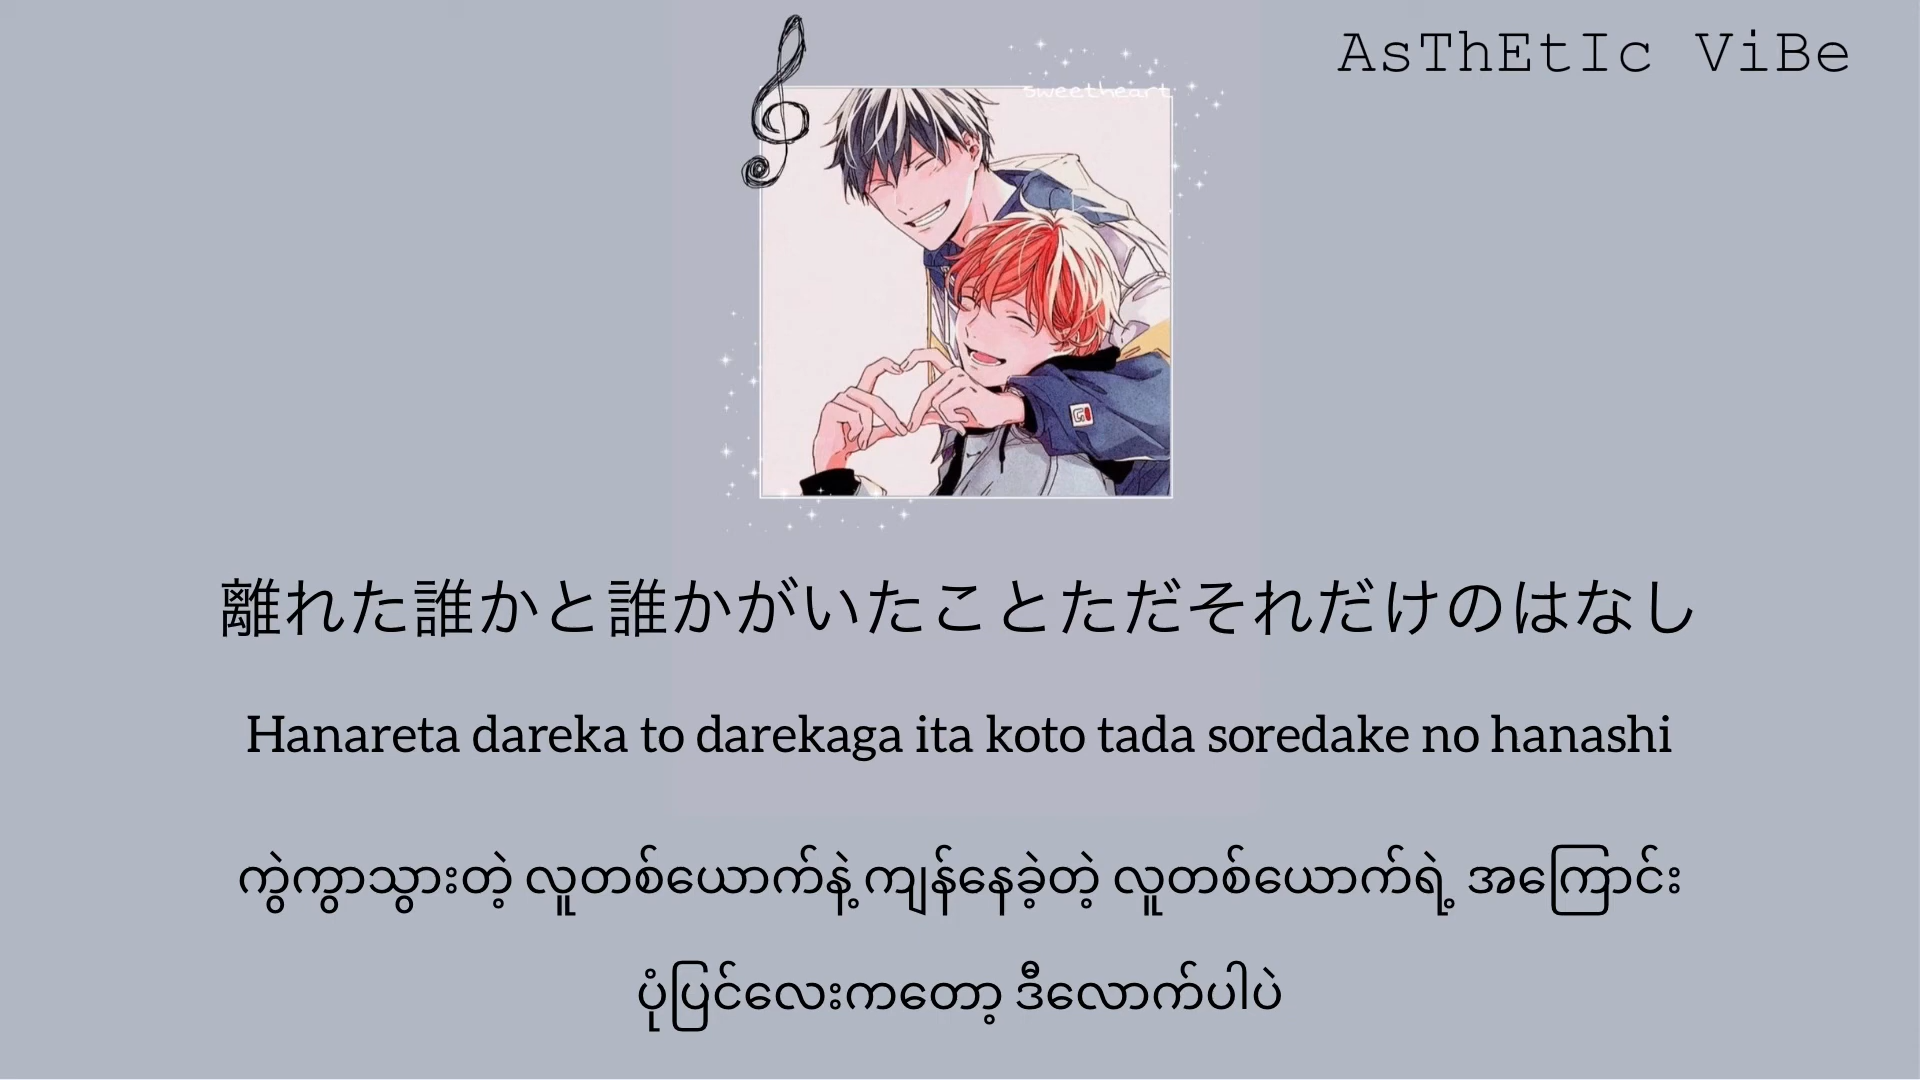 AsThEtIc ViBe
sweetheart
離れた誰かと誰かがいたことただそれだけのはなし
Hanareta dareka to darekaga ita koto tada soredake no hanashi
ကွဲကွာသွားတဲ့ လူတစ်ယောက်နဲ့ ကျန်နေခဲ့တဲ့ လူတစ်ယောက်ရဲ့ အကြောင်း
ပုံပြင်လေးကတော့ ဒီလောက်ပါပဲ